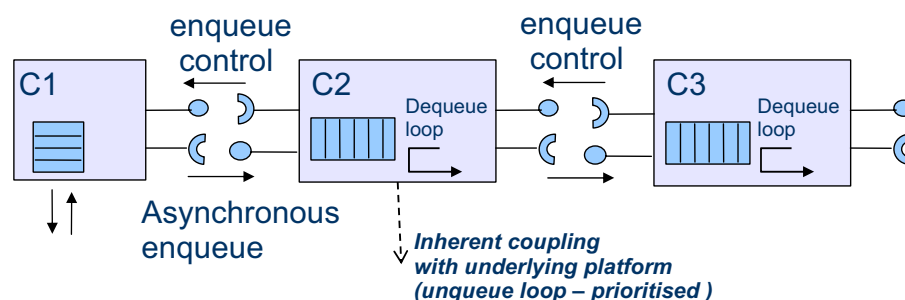 enqueue
control
enqueue
control
C1
C2
C3
Dequeue
loop
Dequeue
loop
Asynchronous
enqueue
Inherent coupling
with underlying platform
(unqueue loop – prioritised )